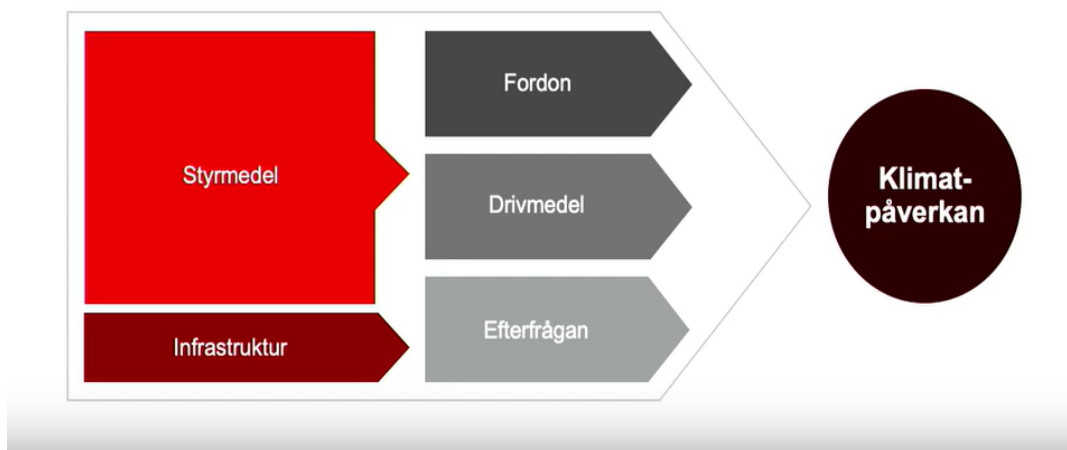 Styrmedel
Infrastruktur
Fordon
Drivmedel
Efterfrågan
Klimat-
påverkan